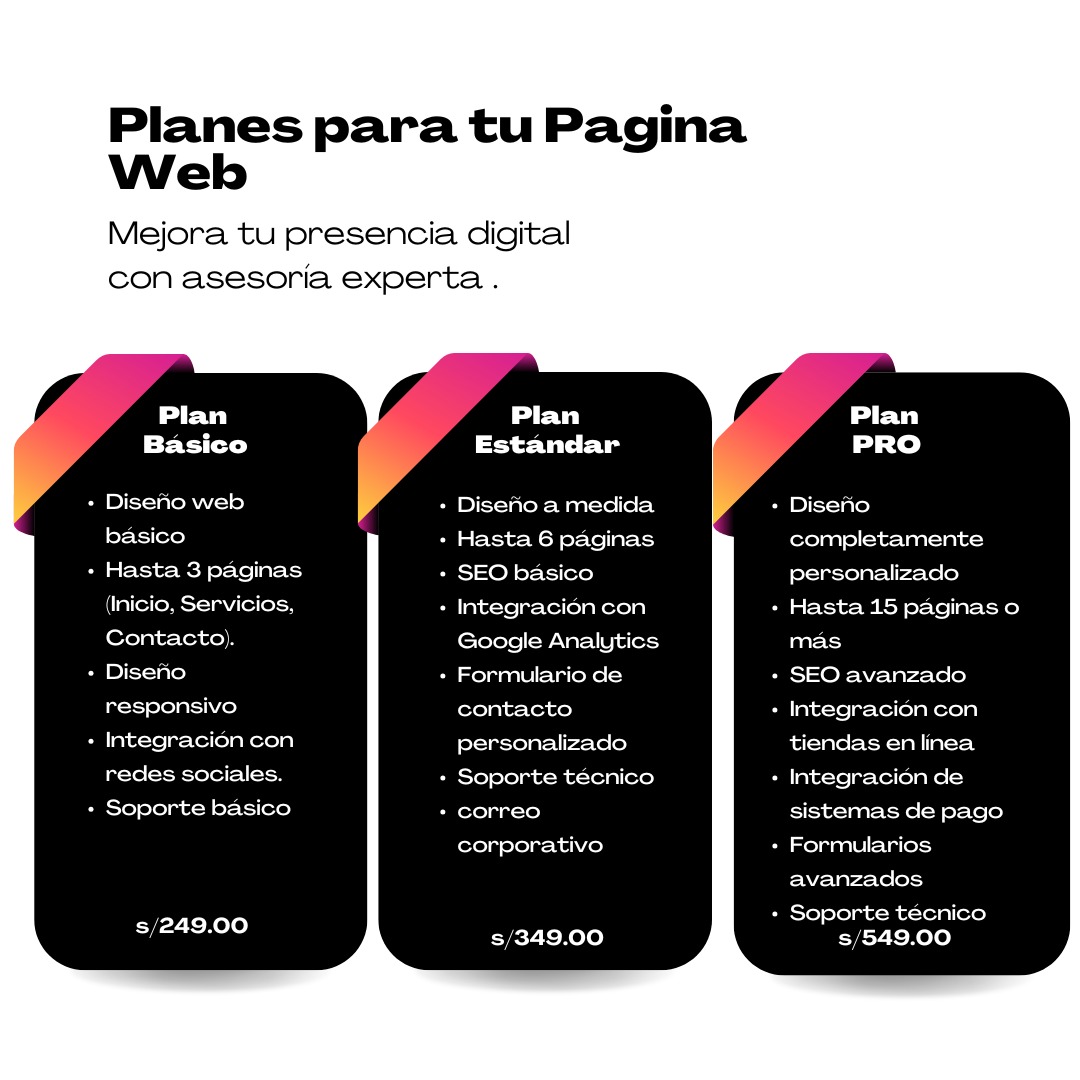 Planes para tu Pagina
Web
Mejora tu presencia digital
con asesoría experta .
Plan
Básico
• Diseño web
básico
• Hasta 3 páginas
(Inicio, Servicios,
Contacto).
• Diseño
responsivo
• Integración con
redes sociales.
• Soporte básico
s/249.00
Plan
Estándar
• Diseño a medida
• Hasta 6 páginas
• SEO básico
• Integración con
Google Analytics
• Formulario de
contacto
personalizado
• Soporte técnico
• correo
corporativo
s/349.00
Plan
PRO
• Diseño
completamente
personalizado
• Hasta 15 páginas o
más
• SEO avanzado
• Integración con
tiendas en línea
• Integración de
sistemas de pago
• Formularios
avanzados
• Soporte técnico
s/549.00